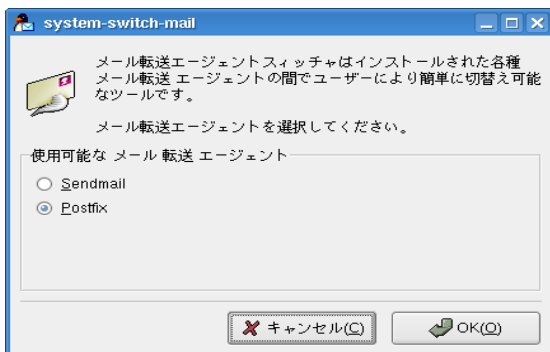 system-switch-mail
メール転送エージェントスィッチャはインストールされた各種
メール転送 エージェントの間でユーザーにより簡単に切替え可能
なツールです。
メール転送エージェントを選択してください。
使用可能な メール 転送 エージェント
Sendmail
Postfix
キャンセル(C)
OK(O)